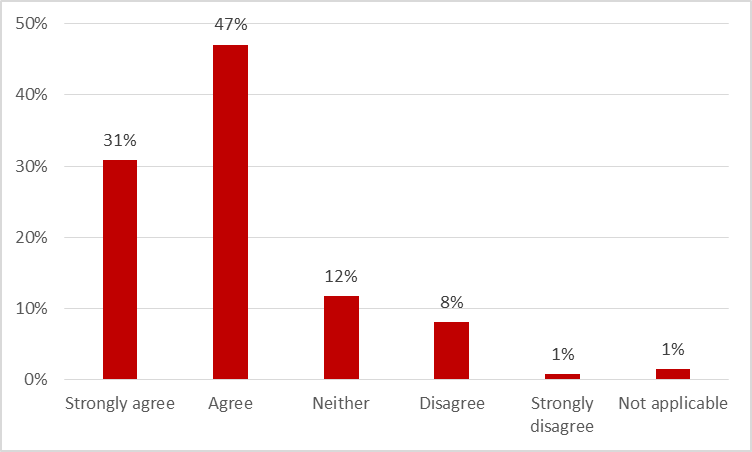 50%
47%
40%
31%
30%
20%
12%
10%
8%
1%
1%
0%
Strongly agree
Agree
Neither
Disagree
Strongly
disagree
Not applicable